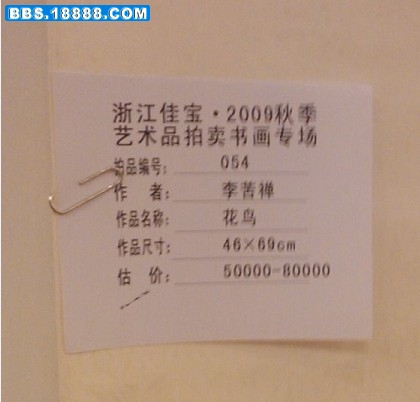 BBS.18888.COM
浙江佳宝·2009秋季
艺术品拍卖书画专场
拍品编号: 054
作 者: 李苦禅
作品名称: 花鸟
作品尺寸: 46×69cm
估 价: 50000-80000